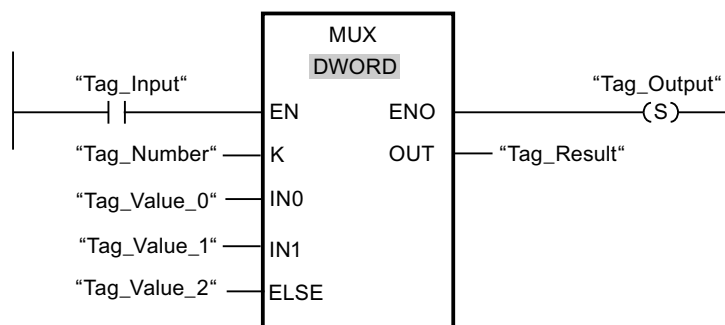 MUX
DWORD
“Tag_Input“
“Tag_Output“
EN
ENO
(S)
“Tag_Number“
K
OUT
“Tag_Result“
“Tag_Value_0“
IN0
“Tag_Value_1“
IN1
“Tag_Value_2“
ELSE